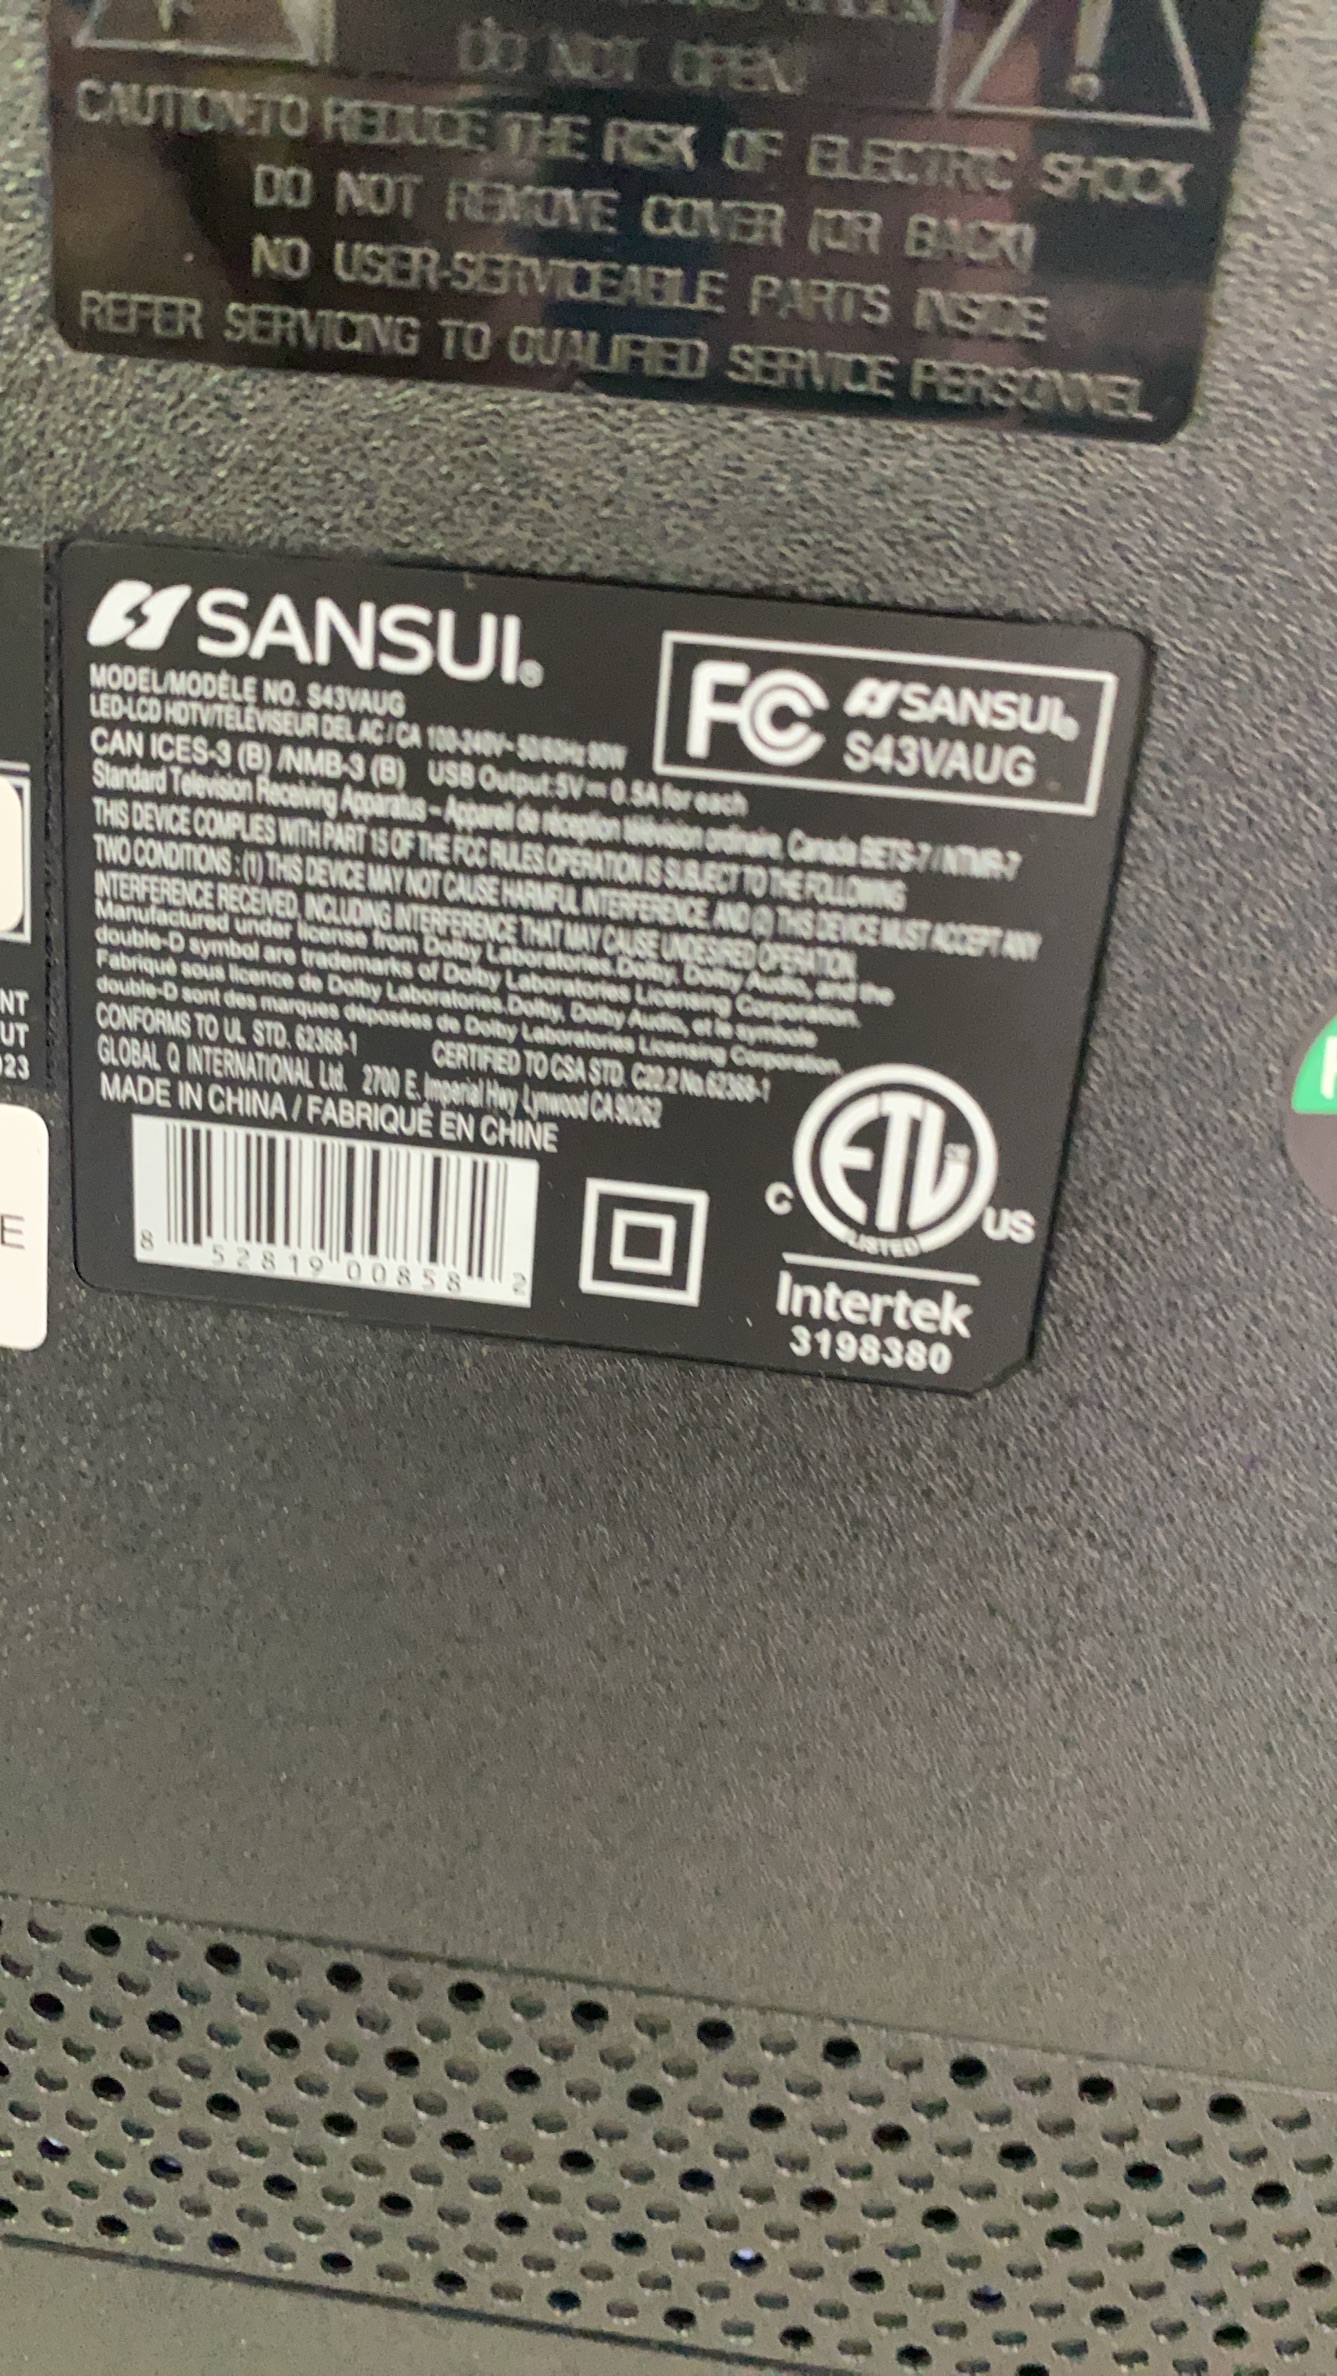 DO NOT OPEN!
CAUTION:TO REDUCE THE RISK OF ELECTRIC SHOCK
DO NOT REMOVE COVER (OR BACK)
NO USER-SERVICEABLE PARTS INSIDE
REFER SERVICING TO QUALIFIED SERVICE PERSONNEL
NT
UT
023
E
SANSUI®
MODEL/MODÈLE NO. S43VAUG
LED-LCD HDTV/TÉLÉVISEUR DEL AC / CA 100-240V~ 50/60Hz 90W
CAN ICES-3 (B) /NMB-3 (B) USB Output:5V⎓0.5A for each
Standard Television Receiving Apparatus – Appareil de réception télévision ordinaire, Canada BETS-7 / NTMR-7
THIS DEVICE COMPLIES WITH PART 15 OF THE FCC RULES.OPERATION IS SUBJECT TO THE FOLLOWING
TWO CONDITIONS : (1) THIS DEVICE MAY NOT CAUSE HARMFUL INTERFERENCE, AND (2) THIS DEVICE MUST ACCEPT ANY
INTERFERENCE RECEIVED, INCLUDING INTERFERENCE THAT MAY CAUSE UNDESIRED OPERATION.
Manufactured under license from Dolby Laboratories.Dolby, Dolby Audio, and the
double-D symbol are trademarks of Dolby Laboratories Licensing Corporation.
Fabriqué sous licence de Dolby Laboratories.Dolby, Dolby Audio, et le symbole
double-D sont des marques déposées de Dolby Laboratories Licensing Corporation.
CONFORMS TO UL STD. 62368-1 CERTIFIED TO CSA STD. C22.2 No.62368-1
GLOBAL Q INTERNATIONAL Ltd. 2700 E. Imperial Hwy Lynwood CA 90262
MADE IN CHINA / FABRIQUÉ EN CHINE
8 52819 00858 2
FC SANSUI®
S43VAUG
C ETL US
LISTED
Intertek
3198380